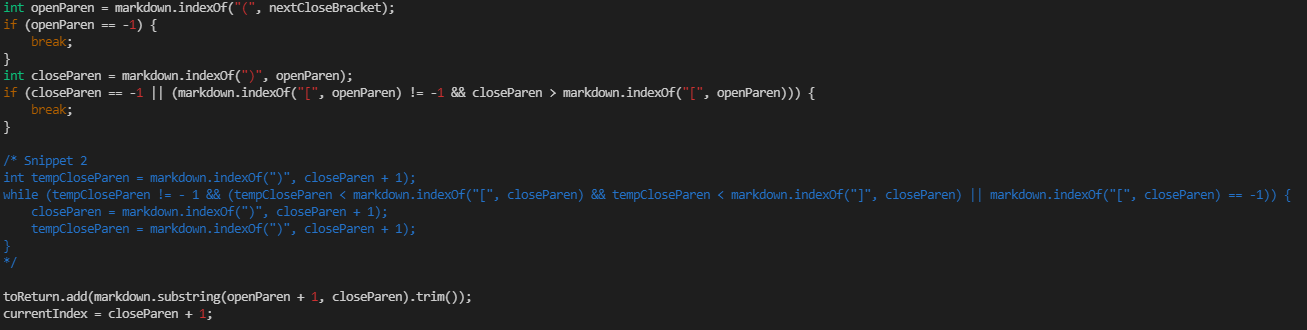 int openParen = markdown.indexOf("(", nextCloseBracket);
if (openParen == -1) {
    break;
}
int closeParen = markdown.indexOf(")", openParen);
if (closeParen == -1 || (markdown.indexOf("[", openParen) != -1 && closeParen > markdown.indexOf("[", openParen))) {
    break;
}

/* Snippet 2
int tempCloseParen = markdown.indexOf(")", closeParen + 1);
while (tempCloseParen != - 1 && (tempCloseParen < markdown.indexOf("[", closeParen) && tempCloseParen < markdown.indexOf("]", closeParen) || markdown.indexOf("[", closeParen) == -1)) {
    closeParen = markdown.indexOf(")", closeParen + 1);
    tempCloseParen = markdown.indexOf(")", closeParen + 1);
}
*/

toReturn.add(markdown.substring(openParen + 1, closeParen).trim());
currentIndex = closeParen + 1;